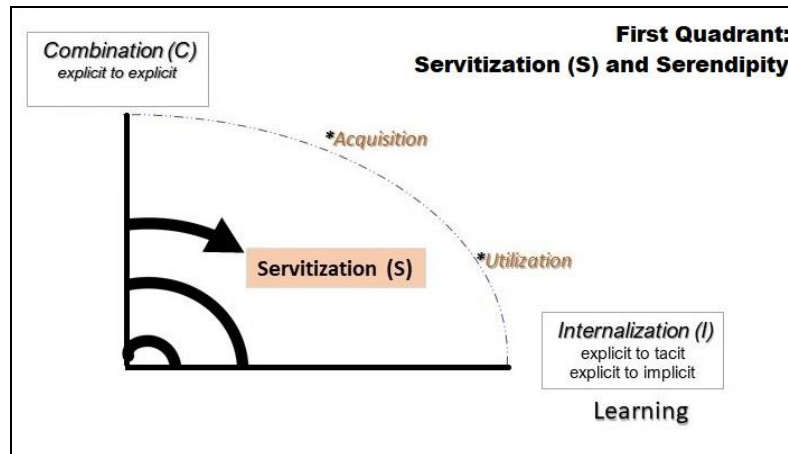 First Quadrant:
Servitization (S) and Serendipity
Combination (C)
explicit to explicit
*Acquisition
Servitization (S)
*Utilization
Internalization (I)
explicit to tacit
explicit to implicit
Learning